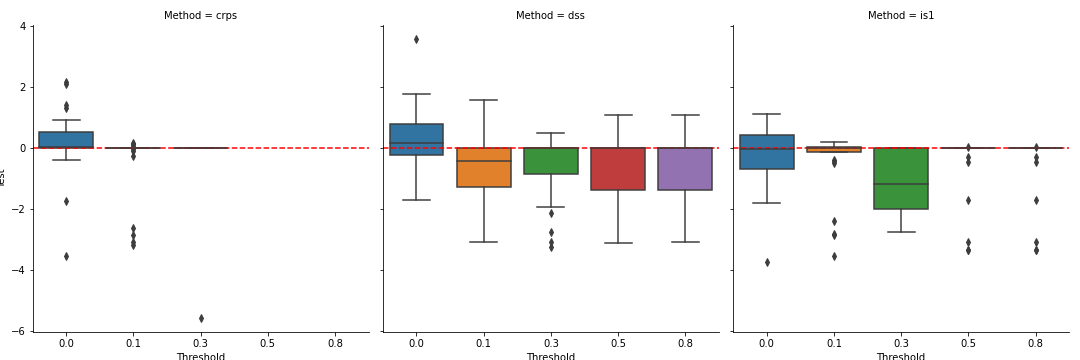 Method = crps
Method = dss
Method = is1
4
2
0
−2
−4
−6
0.0 0.1 0.3 0.5 0.8
0.0 0.1 0.3 0.5 0.8
0.0 0.1 0.3 0.5 0.8
Threshold
Threshold
Threshold